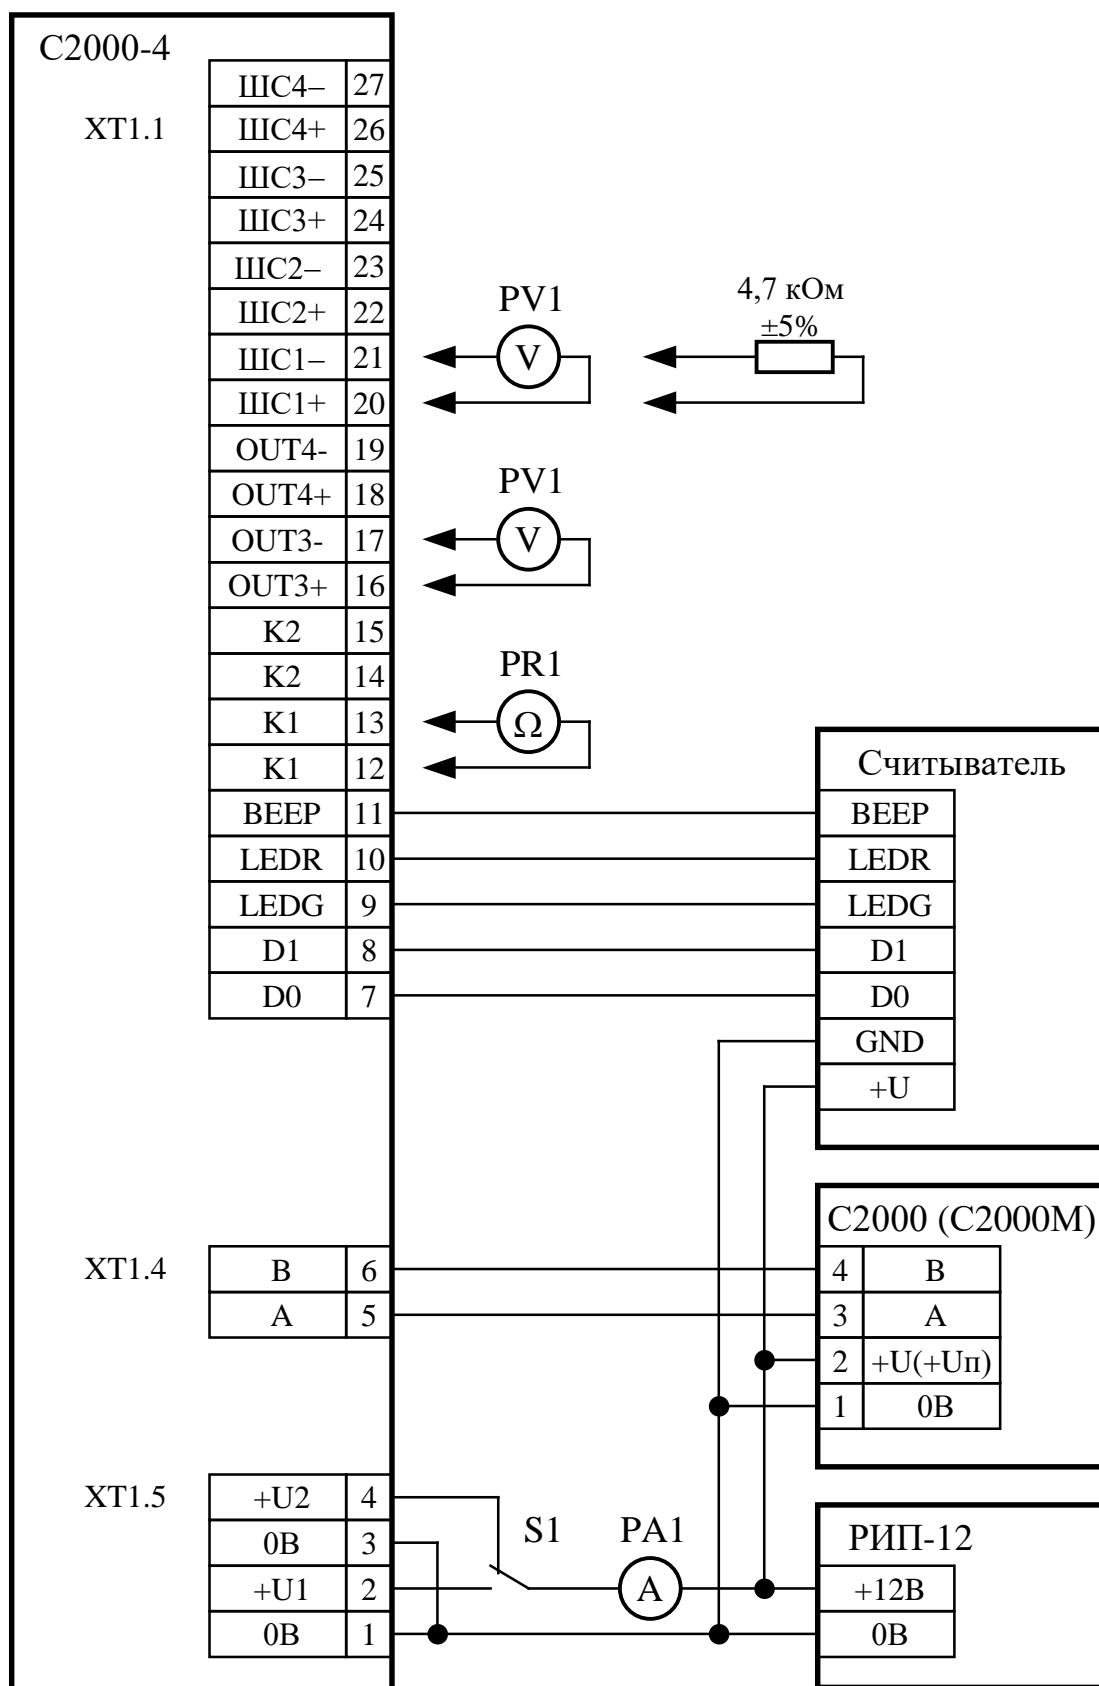 С2000-4
ШС4– 27
XT1.1 ШС4+ 26
ШС3– 25
ШС3+ 24
ШС2– 23
ШС2+ 22
ШС1– 21
ШС1+ 20
OUT4- 19
OUT4+ 18
OUT3- 17
OUT3+ 16
K2 15
K2 14
K1 13
K1 12
BEEP 11
LEDR 10
LEDG 9
D1 8
D0 7
XT1.4 B 6
A 5
XT1.5 +U2 4
0В 3
+U1 2
0В 1
PV1
V
4,7 кОм
±5%
PV1
V
PR1
Ω
S1
PA1
A
Считыватель
BEEP
LEDR
LEDG
D1
D0
GND
+U
С2000 (С2000М)
4 B
3 A
2 +U(+Uп)
1 0В
РИП-12
+12В
0В